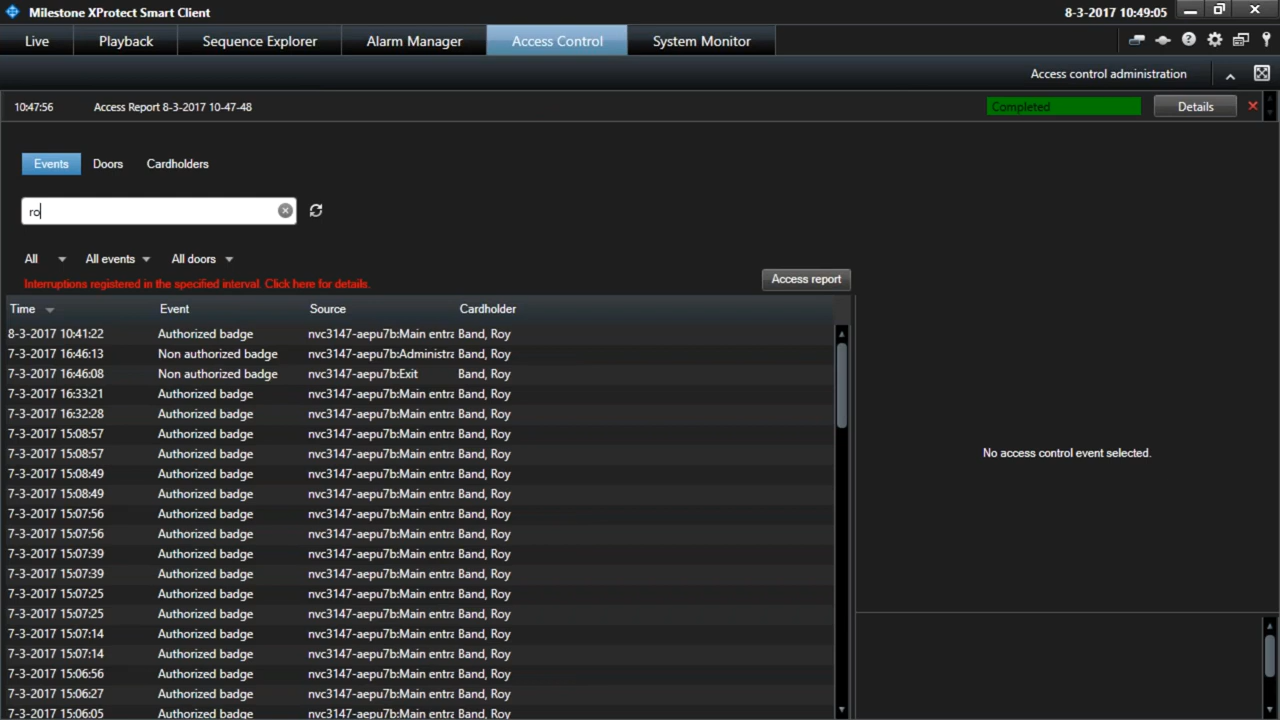 Milestone XProtect Smart Client 8-3-2017 10:49:05
Live Playback Sequence Explorer Alarm Manager Access Control System Monitor
Access control administration
10:47:56 Access Report 8-3-2017 10-47-48 Completed Details
Events Doors Cardholders
ro
All All events All doors
Interruptions registered in the specified interval. Click here for details.
Access report
Time Event Source Cardholder
8-3-2017 10:41:22 Authorized badge nvc3147-aepu7b:Main entra Band, Roy
7-3-2017 16:46:13 Non authorized badge nvc3147-aepu7b:Administra Band, Roy
7-3-2017 16:46:08 Non authorized badge nvc3147-aepu7b:Exit Band, Roy
7-3-2017 16:33:21 Authorized badge nvc3147-aepu7b:Main entra Band, Roy
7-3-2017 16:32:28 Authorized badge nvc3147-aepu7b:Main entra Band, Roy
7-3-2017 15:08:57 Authorized badge nvc3147-aepu7b:Main entra Band, Roy
7-3-2017 15:08:57 Authorized badge nvc3147-aepu7b:Main entra Band, Roy
No access control event selected.
7-3-2017 15:08:49 Authorized badge nvc3147-aepu7b:Main entra Band, Roy
7-3-2017 15:08:49 Authorized badge nvc3147-aepu7b:Main entra Band, Roy
7-3-2017 15:07:56 Authorized badge nvc3147-aepu7b:Main entra Band, Roy
7-3-2017 15:07:56 Authorized badge nvc3147-aepu7b:Main entra Band, Roy
7-3-2017 15:07:39 Authorized badge nvc3147-aepu7b:Main entra Band, Roy
7-3-2017 15:07:39 Authorized badge nvc3147-aepu7b:Main entra Band, Roy
7-3-2017 15:07:25 Authorized badge nvc3147-aepu7b:Main entra Band, Roy
7-3-2017 15:07:25 Authorized badge nvc3147-aepu7b:Main entra Band, Roy
7-3-2017 15:07:14 Authorized badge nvc3147-aepu7b:Main entra Band, Roy
7-3-2017 15:07:14 Authorized badge nvc3147-aepu7b:Main entra Band, Roy
7-3-2017 15:06:56 Authorized badge nvc3147-aepu7b:Main entra Band, Roy
7-3-2017 15:06:27 Authorized badge nvc3147-aepu7b:Main entra Band, Roy
7-3-2017 15:06:05 Authorized badge nvc3147-aepu7b:Main entra Band, Roy